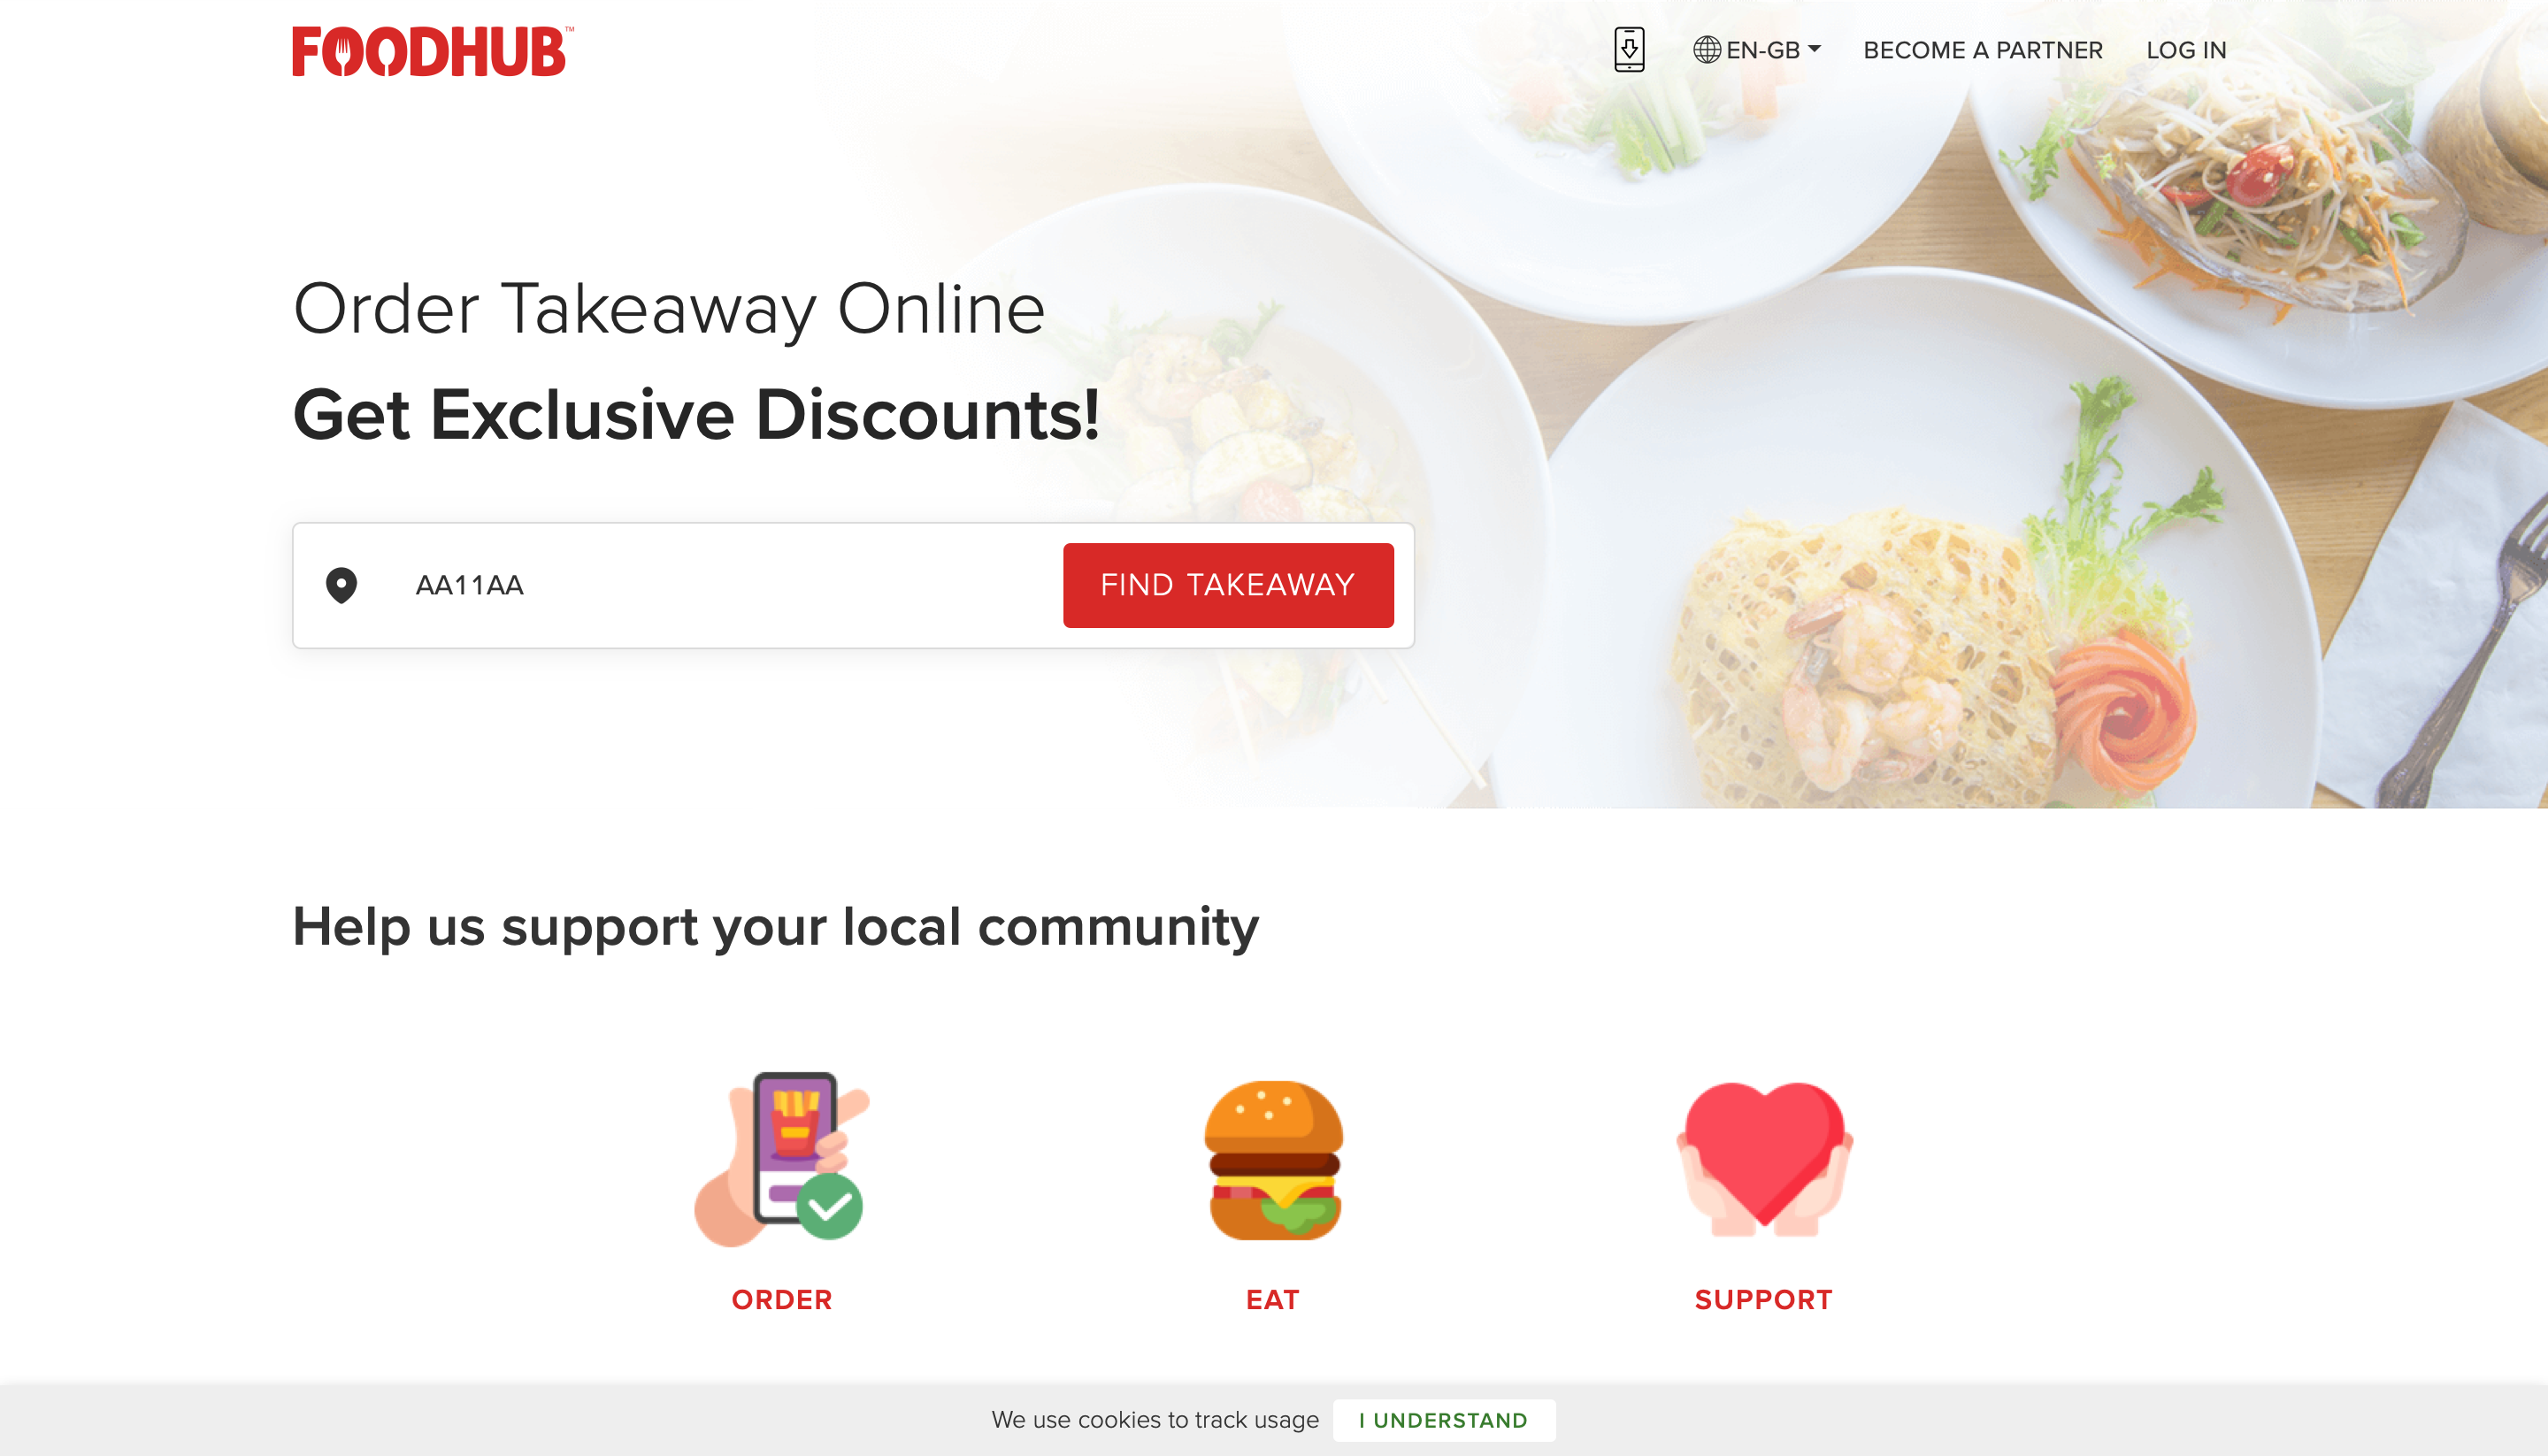 FOODHUB™
EN-GB
BECOME A PARTNER
LOG IN
Order Takeaway Online
Get Exclusive Discounts!
AA11AA
FIND TAKEAWAY
Help us support your local community
ORDER
EAT
SUPPORT
We use cookies to track usage
I UNDERSTAND